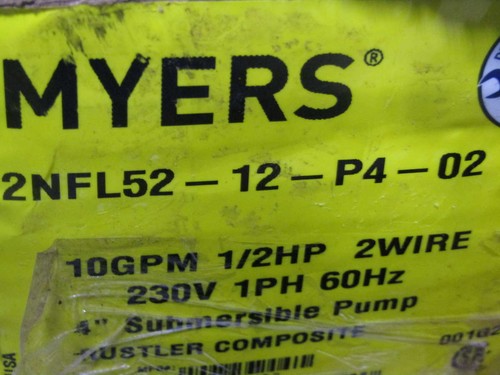 MYERS®
2NFL52-12-P4-02
10GPM 1/2HP 2WIRE
230V 1PH 60Hz
4" Submersible Pump
RUSTLER COMPOSITE